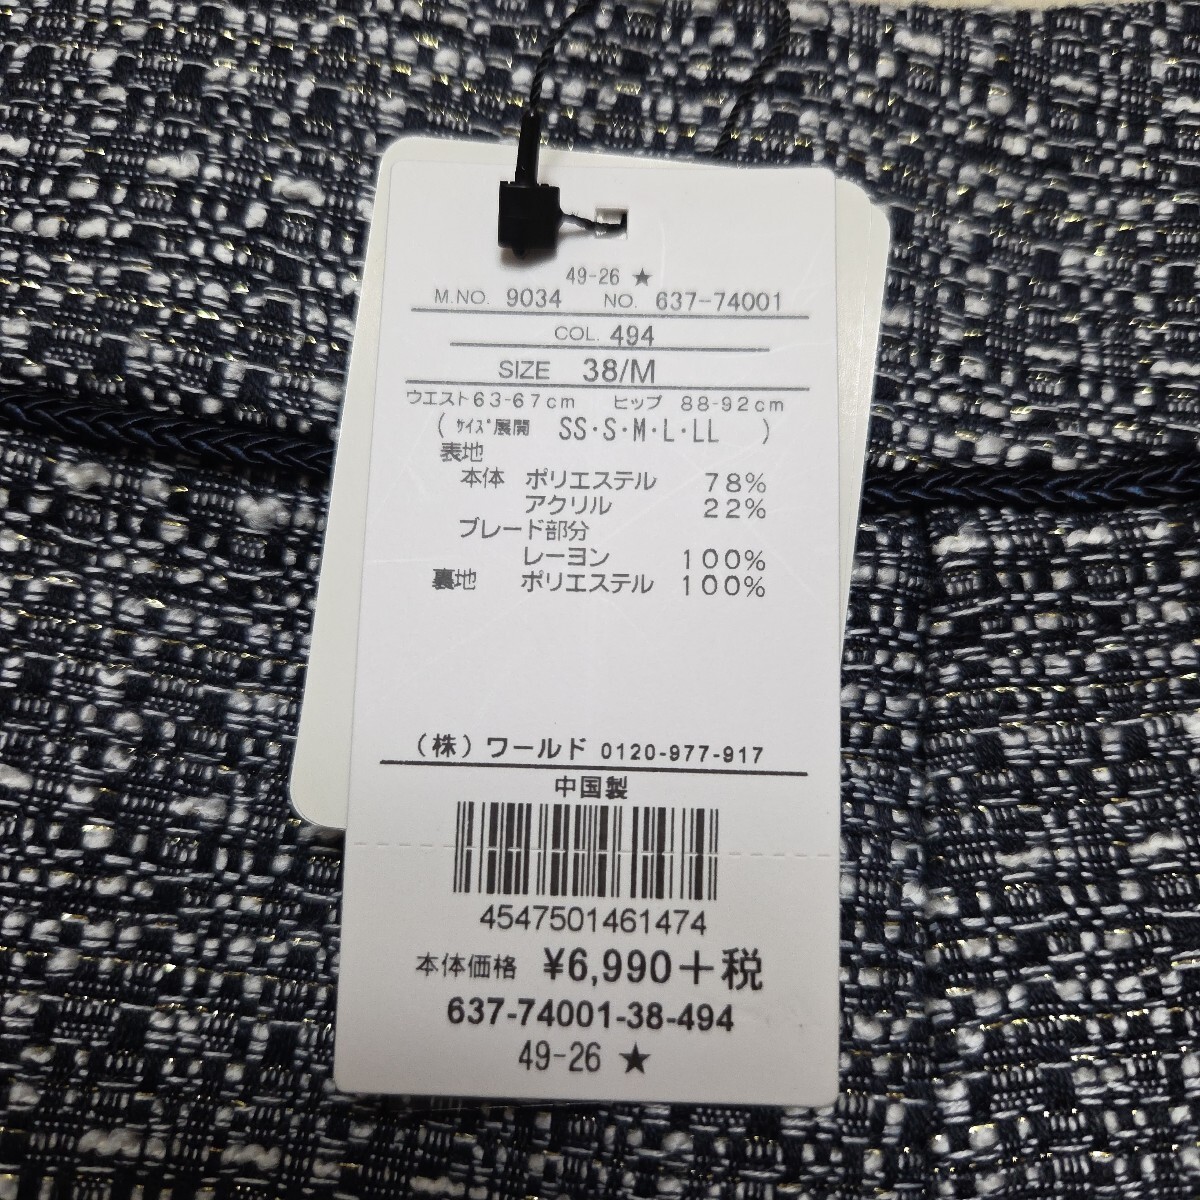 49-26 ★
M.NO. 9034 NO. 637-74001
COL. 494
SIZE 38/M
ウエスト63-67cm ヒップ 88-92cm
(サイズ展開 SS・S・M・L・LL )
表地
本体 ポリエステル 78%
アクリル 22%
ブレード部分
レーヨン 100%
裏地 ポリエステル 100%
(株)ワールド 0120-977-917
中国製
4547501461474
本体価格 ¥6,990+税
637-74001-38-494
49-26 ★